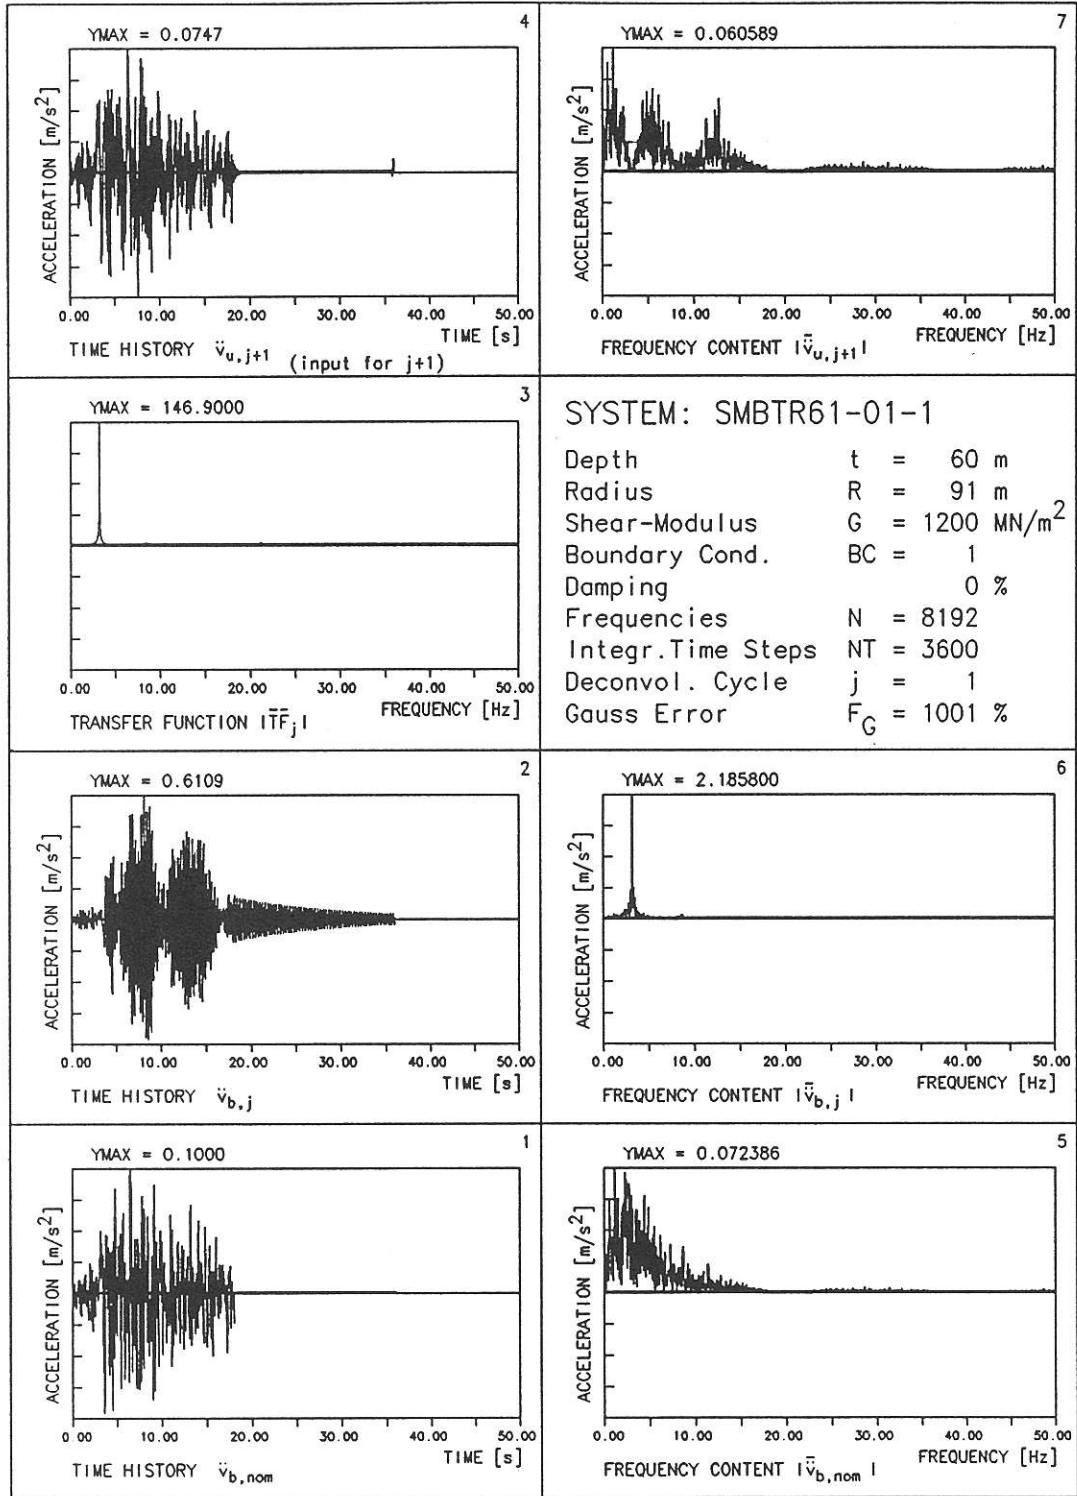 4
YMAX = 0.0747
ACCELERATION [m/s²]
0.00 10.00 20.00 30.00 40.00 50.00
TIME [s]
TIME HISTORY v̈u,j+1 (input for j+1)
7
YMAX = 0.060589
ACCELERATION [m/s²]
0.00 10.00 20.00 30.00 40.00 50.00
FREQUENCY [Hz]
FREQUENCY CONTENT |v̈̄u,j+1|
3
YMAX = 146.9000
0.00 10.00 20.00 30.00 40.00 50.00
FREQUENCY [Hz]
TRANSFER FUNCTION |T̄F̄j|
SYSTEM: SMBTR61-01-1
Depth t = 60 m
Radius R = 91 m
Shear-Modulus G = 1200 MN/m²
Boundary Cond. BC = 1
Damping 0 %
Frequencies N = 8192
Integr.Time Steps NT = 3600
Deconvol. Cycle j = 1
Gauss Error FG = 1001 %
2
YMAX = 0.6109
ACCELERATION [m/s²]
0.00 10.00 20.00 30.00 40.00 50.00
TIME [s]
TIME HISTORY v̈b,j
6
YMAX = 2.185800
ACCELERATION [m/s²]
0.00 10.00 20.00 30.00 40.00 50.00
FREQUENCY [Hz]
FREQUENCY CONTENT |v̈̄b,j|
1
YMAX = 0.1000
ACCELERATION [m/s²]
0.00 10.00 20.00 30.00 40.00 50.00
TIME [s]
TIME HISTORY v̈b,nom
5
YMAX = 0.072386
ACCELERATION [m/s²]
0.00 10.00 20.00 30.00 40.00 50.00
FREQUENCY [Hz]
FREQUENCY CONTENT |v̈̄b,nom|